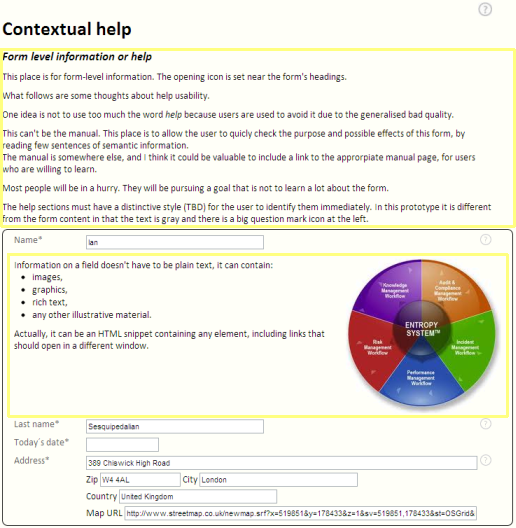 ?
Contextual help
Form level information or help
This place is for form-level information. The opening icon is set near the form's headings.
What follows are some thoughts about help usability.
One idea is not to use too much the word help because users are used to avoid it due to the generalised bad quality.
This can't be the manual. This place is to allow the user to quicly check the purpose and possible effects of this form, by
reading few sentences of semantic information.
The manual is somewhere else, and I think it could be valuable to include a link to the approrpiate manual page, for users
who are willing to learn.
Most people will be in a hurry. They will be pursuing a goal that is not to learn a lot about the form.
The help sections must have a distinctive style (TBD) for the user to identify them immediately. In this prototype it is different
from the form content in that the text is gray and there is a big question mark icon at the left.
Name* Ian ?
Information on a field doesn't have to be plain text, it can contain:
• images,
• graphics,
• rich text,
• any other illustrative material.
Actually, it can be an HTML snippet containing any element, including links that
should open in a different window.
Knowledge
Management
Workflow
Audit &
Compliance
Management
Workflow
ENTROPY
SYSTEM™
Risk
Management
Workflow
Incident
Management
Workflow
Performance
Management
Workflow
Last name* Sesquipedalian ?
Today's date*
Address* 389 Chiswick High Road ?
Zip W4 4AL City London
Country United Kingdom
Map URL http://www.streetmap.co.uk/newmap.srf?x=519851&y=178433&z=1&sv=519851,178433&st=OSGrid&